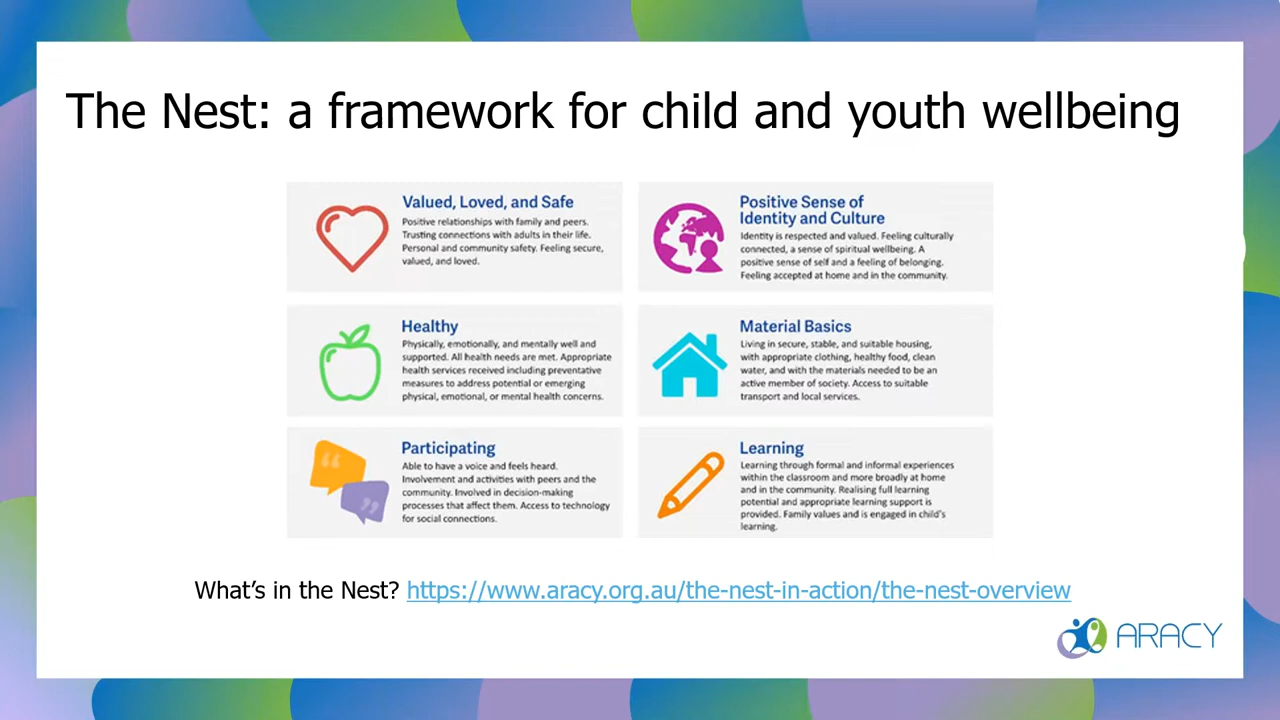 The Nest: a framework for child and youth wellbeing
Valued, Loved, and Safe
Positive relationships with family and peers.
Trusting connections with adults in their life.
Personal and community safety. Feeling secure,
valued, and loved.
Positive Sense of
Identity and Culture
Identity is respected and valued. Feeling culturally
connected, a sense of spiritual wellbeing. A
positive sense of self and a feeling of belonging.
Feeling accepted at home and in the community.
Healthy
Physically, emotionally, and mentally well and
supported. All health needs are met. Appropriate
health services received including preventative
measures to address potential or emerging
physical, emotional, or mental health concerns.
Material Basics
Living in secure, stable, and suitable housing,
with appropriate clothing, healthy food, clean
water, and with the materials needed to be an
active member of society. Access to suitable
transport and local services.
Participating
Able to have a voice and feels heard.
Involvement and activities with peers and the
community. Involved in decision-making
processes that affect them. Access to technology
for social connections.
Learning
Learning through formal and informal experiences
within the classroom and more broadly at home
and in the community. Realising full learning
potential and appropriate learning support is
provided. Family values and is engaged in child's
learning.
What's in the Nest? https://www.aracy.org.au/the-nest-in-action/the-nest-overview
ARACY